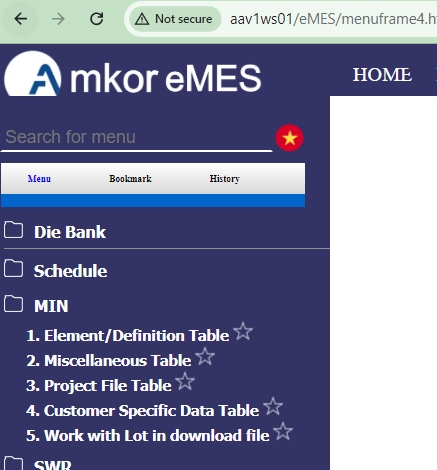 Not secure
aav1ws01/eMES/menuframe4.h
Amkor eMES
HOME
Search for menu
Menu Bookmark History
Die Bank
Schedule
MIN
1. Element/Definition Table
2. Miscellaneous Table
3. Project File Table
4. Customer Specific Data Table
5. Work with Lot in download file
SWR